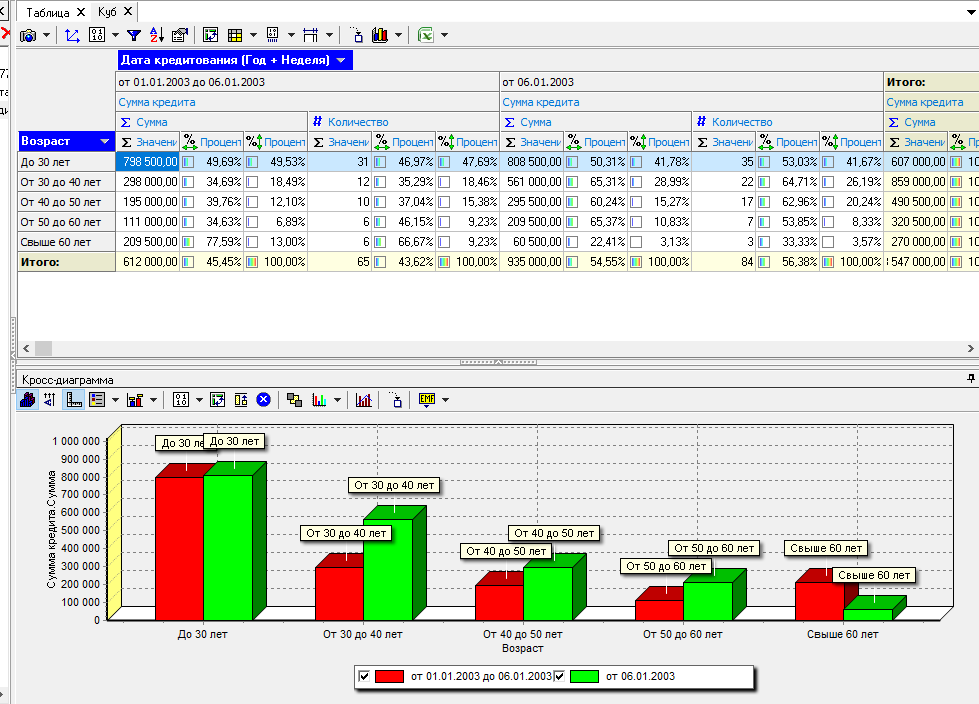 Таблица X Куб X
Дата кредитования (Год + Неделя)
от 01.01.2003 до 06.01.2003 от 06.01.2003 Итого:
Сумма кредита Сумма кредита Сумма кредита
Σ Сумма # Количество Σ Сумма # Количество Σ Сумма
Возраст Σ Значени % Процент % Процент Σ Значени % Процент % Процент Σ Значени % Процент % Процент Σ Значени % Процент % Процент Σ Значени % П
До 30 лет 798 500,00 49,69% 49,53% 31 46,97% 47,69% 808 500,00 50,31% 41,78% 35 53,03% 41,67% 607 000,00 10
От 30 до 40 лет 298 000,00 34,69% 18,49% 12 35,29% 18,46% 561 000,00 65,31% 28,99% 22 64,71% 26,19% 859 000,00 10
От 40 до 50 лет 195 000,00 39,76% 12,10% 10 37,04% 15,38% 295 500,00 60,24% 15,27% 17 62,96% 20,24% 490 500,00 10
От 50 до 60 лет 111 000,00 34,63% 6,89% 6 46,15% 9,23% 209 500,00 65,37% 10,83% 7 53,85% 8,33% 320 500,00 10
Свыше 60 лет 209 500,00 77,59% 13,00% 6 66,67% 9,23% 60 500,00 22,41% 3,13% 3 33,33% 3,57% 270 000,00 10
Итого: 612 000,00 45,45% 100,00% 65 43,62% 100,00% 935 000,00 54,55% 100,00% 84 56,38% 100,00% 547 000,00 10
Кросс-диаграмма
EMF
1 000 000
900 000
800 000
700 000
600 000
500 000
400 000
300 000
200 000
100 000
0
Сумма кредита.Сумма
До 30 ле До 30 лет
От 30 до 40 лет
От 30 до 40 лет
От 40 до 50 лет
От 40 до 50 лет
От 50 до 60 лет
От 50 до 60 лет
Свыше 60 лет
Свыше 60 лет
До 30 лет От 30 до 40 лет От 40 до 50 лет От 50 до 60 лет Свыше 60 лет
Возраст
от 01.01.2003 до 06.01.2003 от 06.01.2003